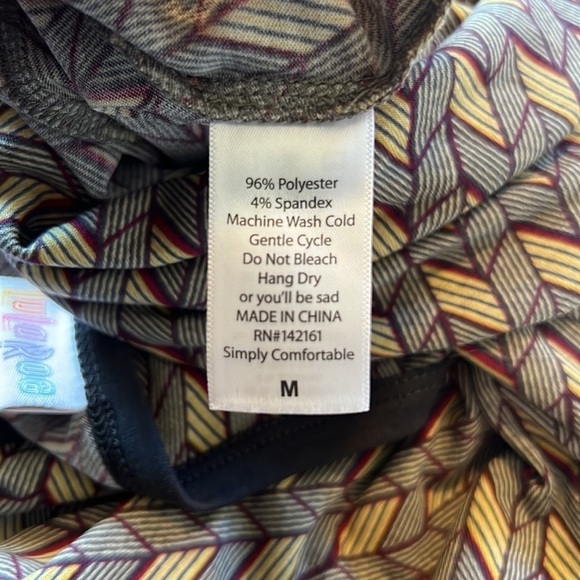 96% Polyester
4% Spandex
Machine Wash Cold
Gentle Cycle
Do Not Bleach
Hang Dry
or you'll be sad
MADE IN CHINA
RN#142161
Simply Comfortable
M
LuLaRoe